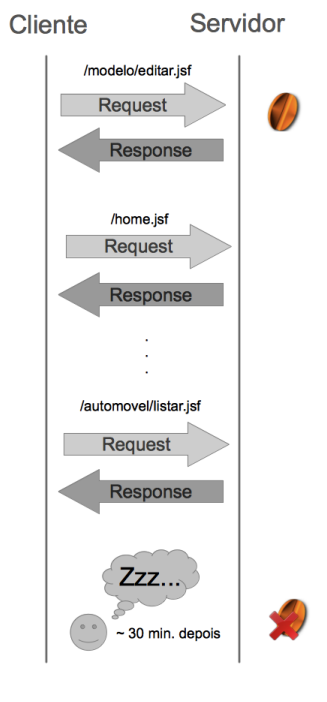 Cliente Servidor
/modelo/editar.jsf
Request
Response
/home.jsf
Request
Response
.
.
.
/automovel/listar.jsf
Request
Response
Zzz...
~ 30 min. depois